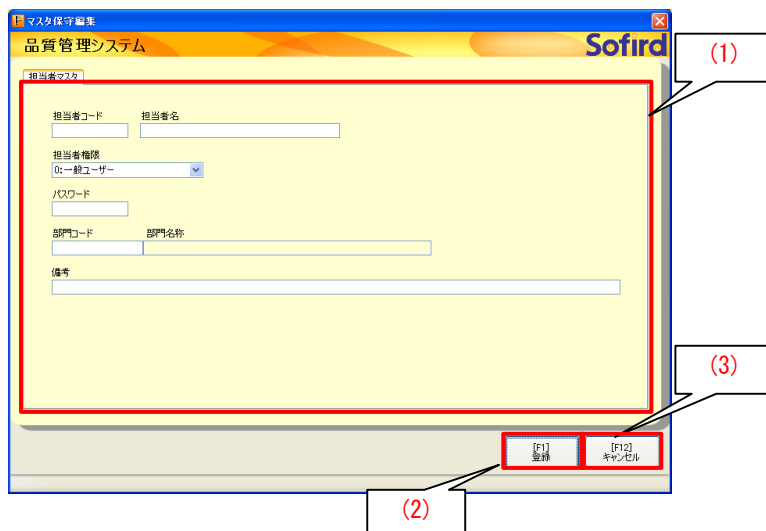 マスタ保守編集
品質管理システム
Sofird
(1)
担当者マスタ
担当者コード 担当者名
担当者権限
0:一般ユーザー
パスワード
部門コード 部門名称
備考
(3)
[F1]
登録
[F12]
キャンセル
(2)